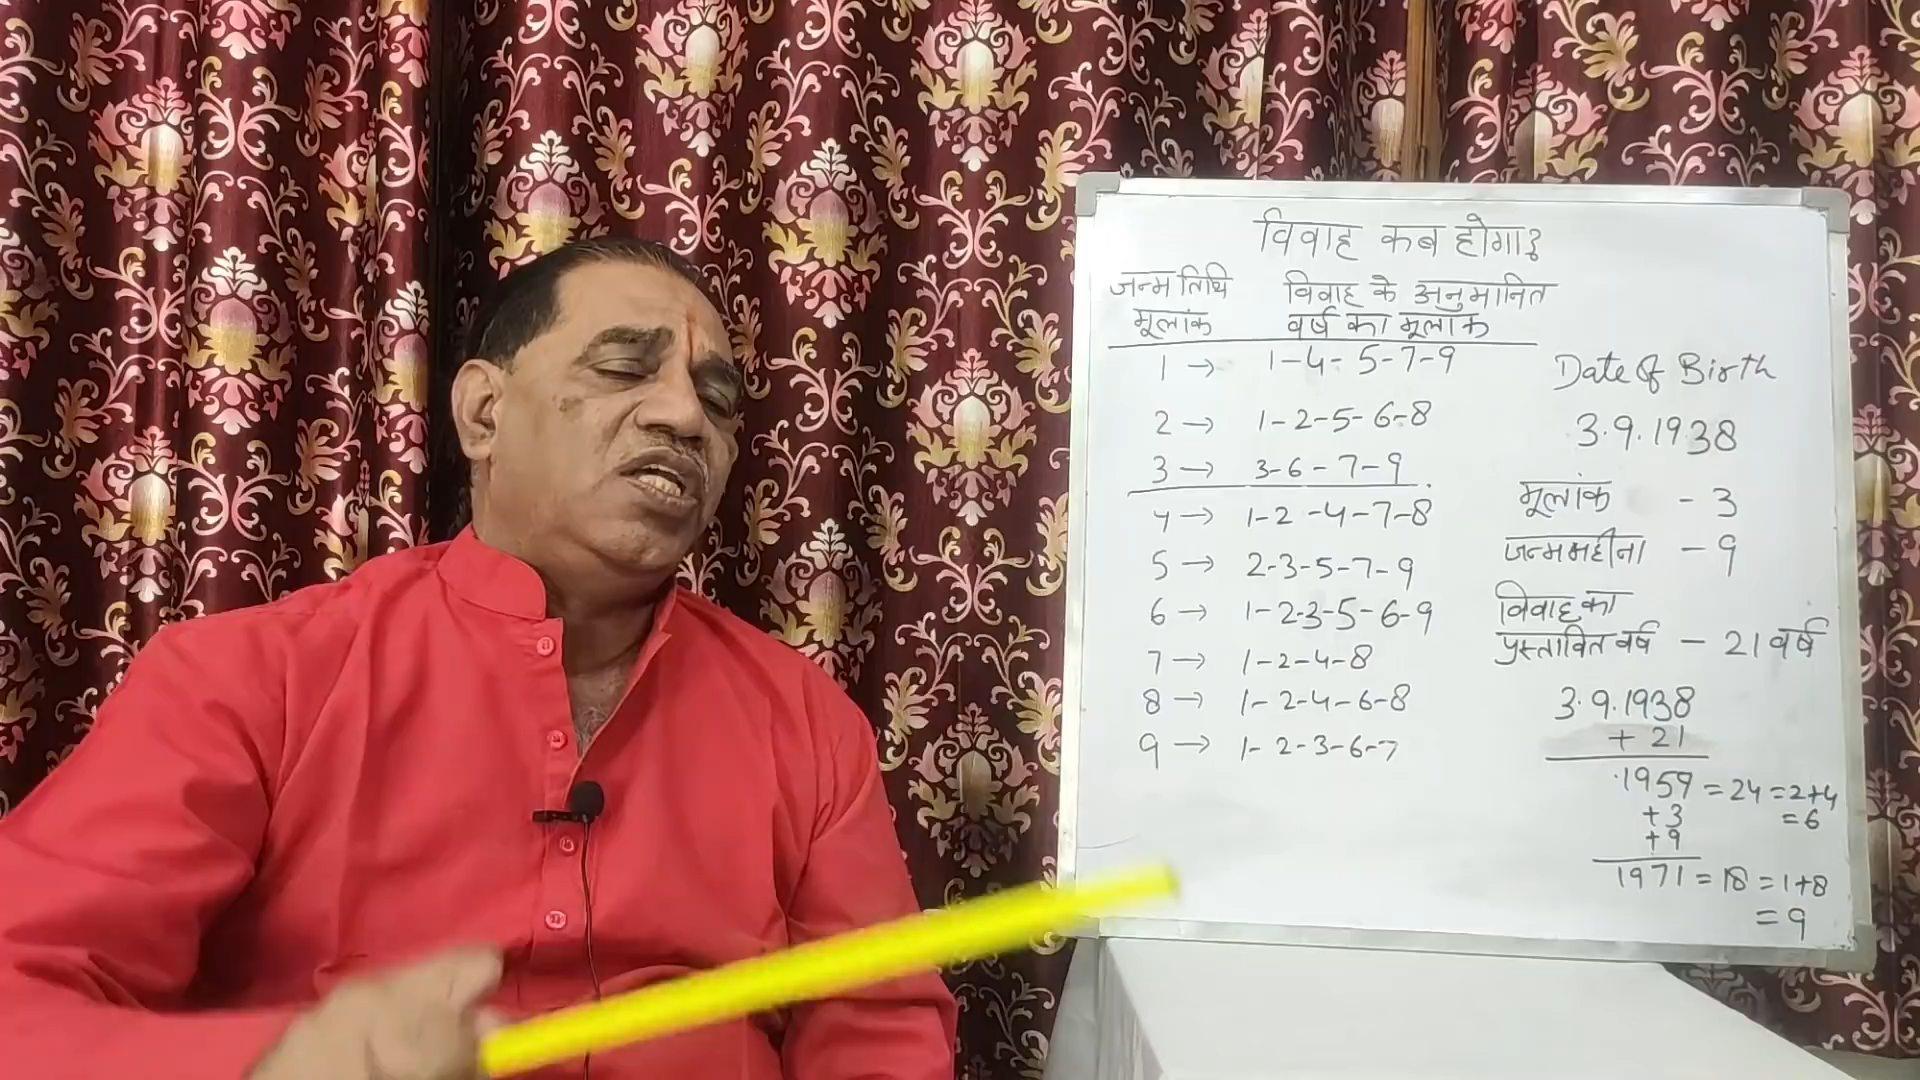 विवाह कब होगा?
जन्म तिथि विवाह के अनुमानित
मूलांक वर्ष का मूलांक
1 → 1-4-5-7-9
2 → 1-2-5-6-8
3 → 3-6-7-9
4 → 1-2-4-7-8
5 → 2-3-5-7-9
6 → 1-2-3-5-6-9
7 → 1-2-4-8
8 → 1-2-4-6-8
9 → 1-2-3-6-7
Date of Birth
3.9.1938
मूलांक - 3
जन्म महीना - 9
विवाह का
प्रस्तावित वर्ष - 21 वर्ष
3.9.1938
+ 21
1959 = 24 = 2+4
+3 = 6
+9
1971 = 18 = 1+8
= 9